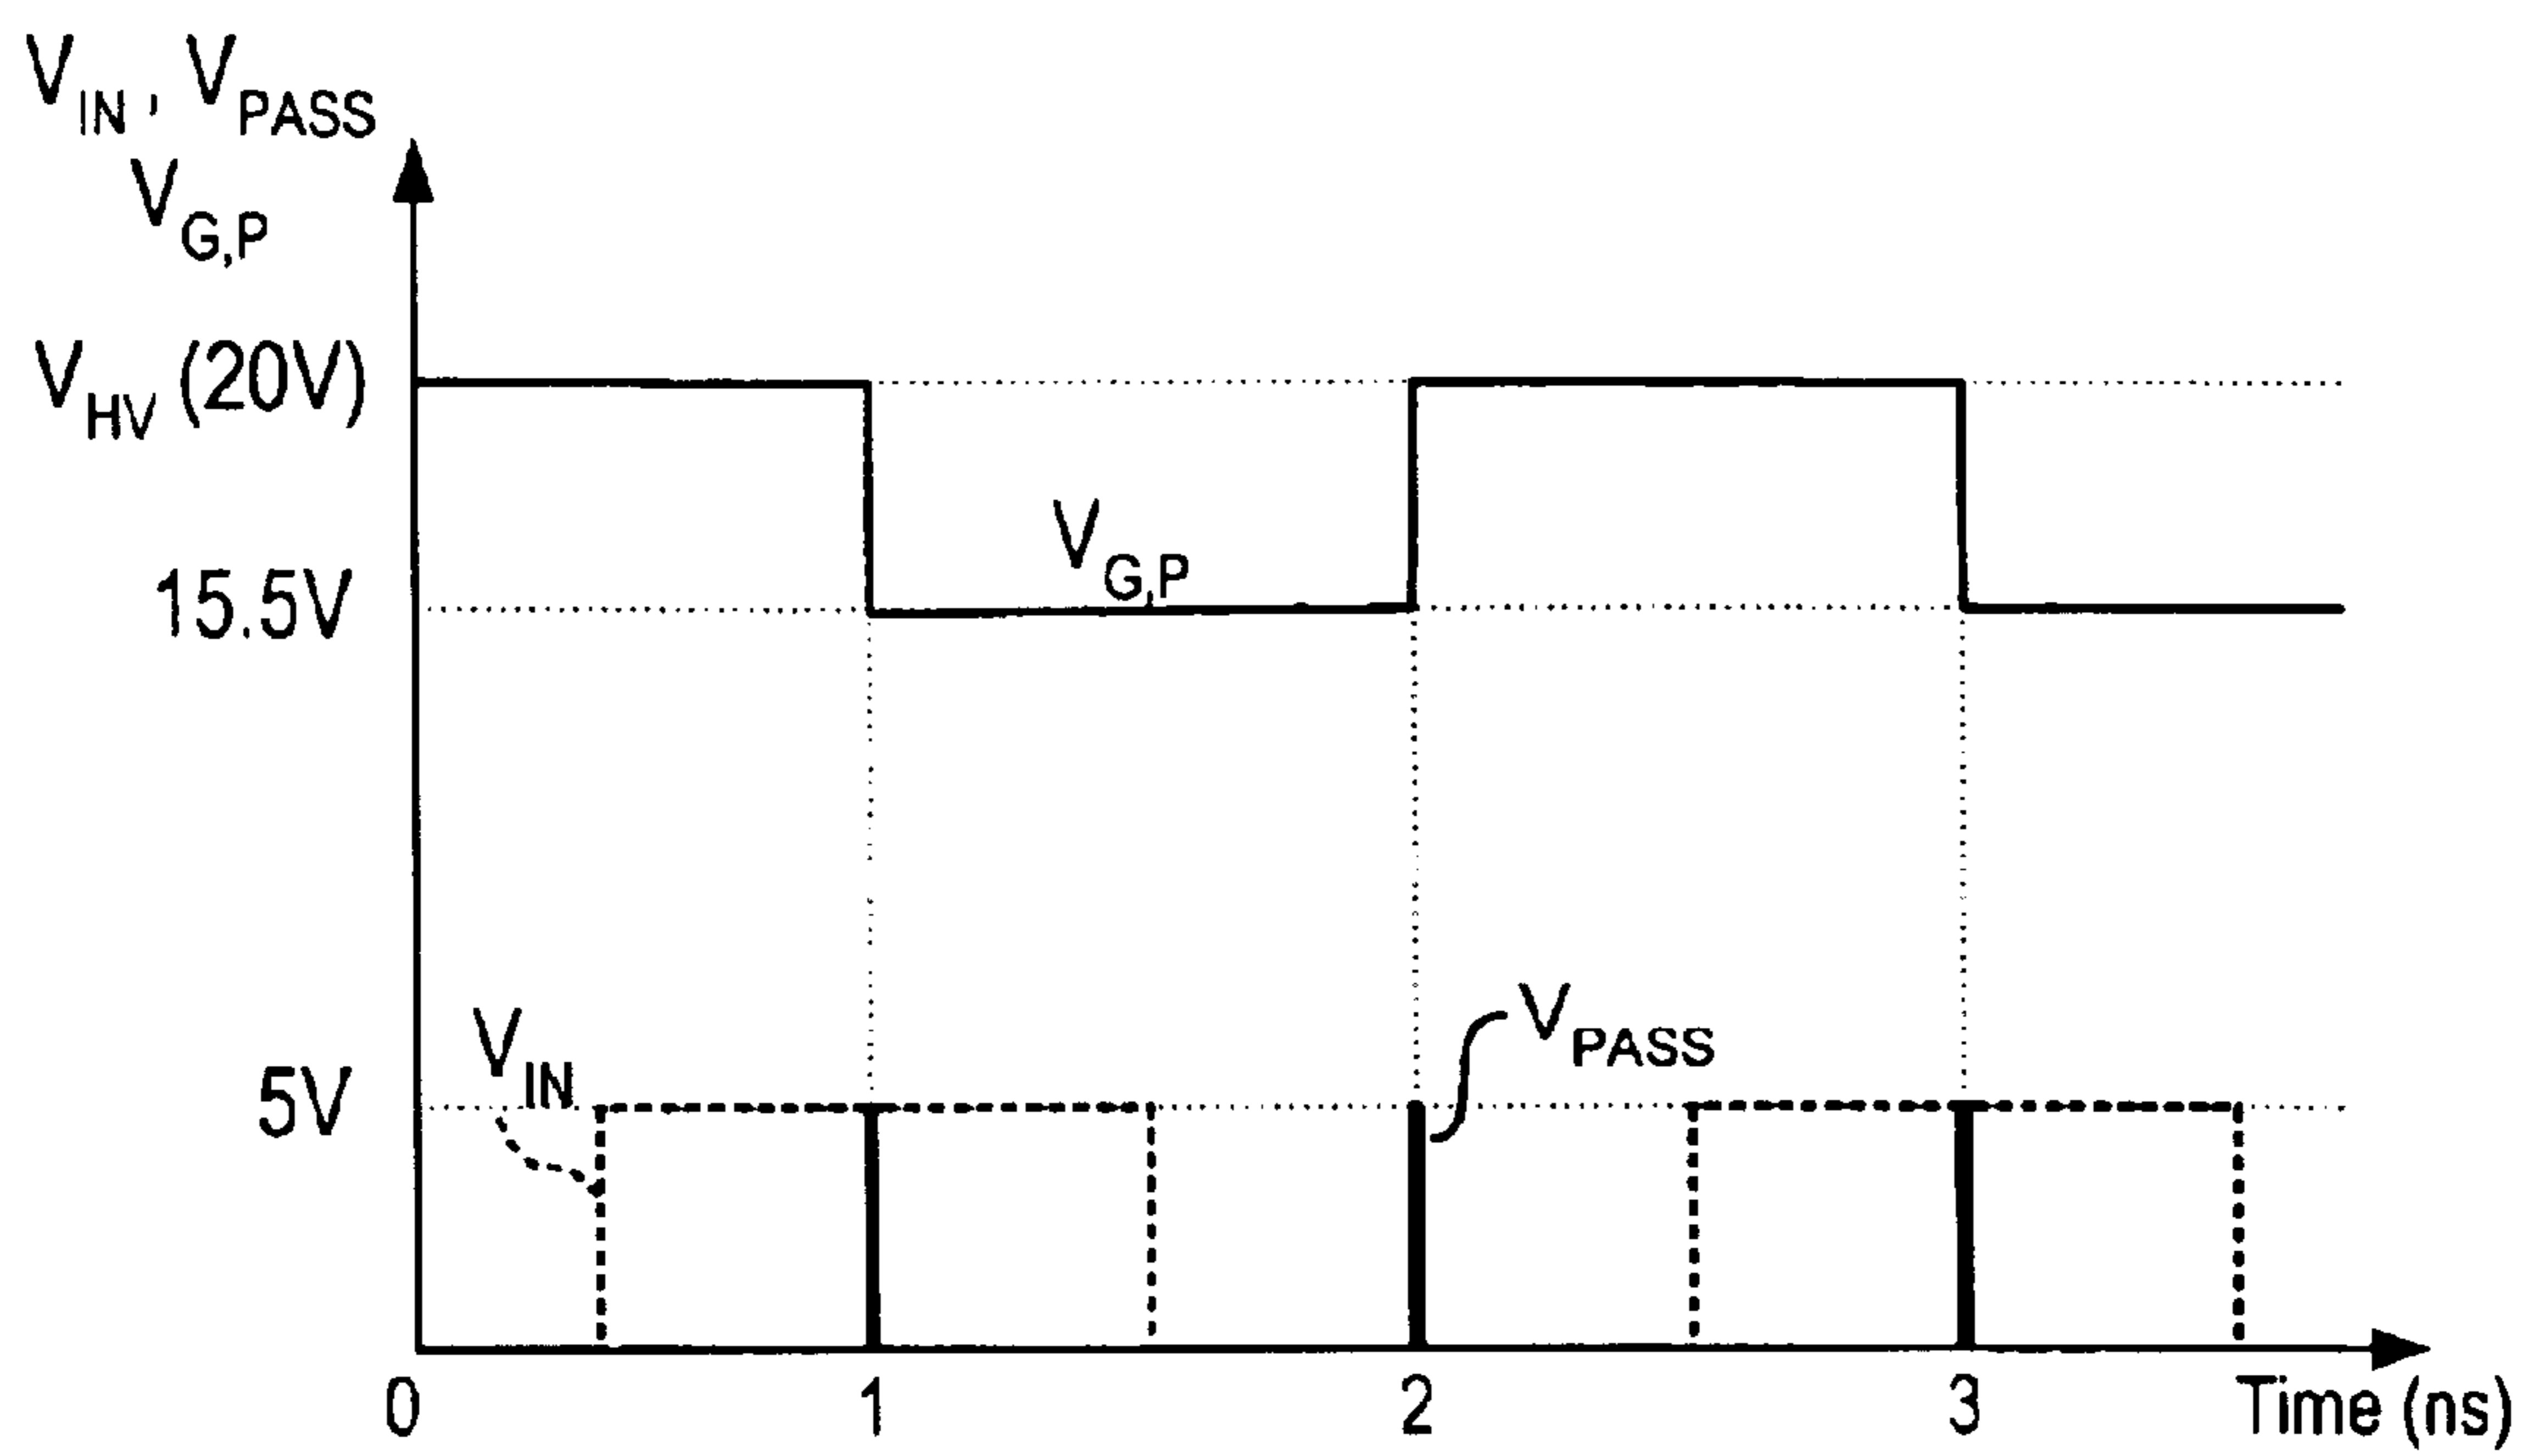 V_IN, V_PASS
V_G,P
V_HV (20V)
15.5V
V_G,P
V_IN
V_PASS
5V
0 1 2 3 Time (ns)